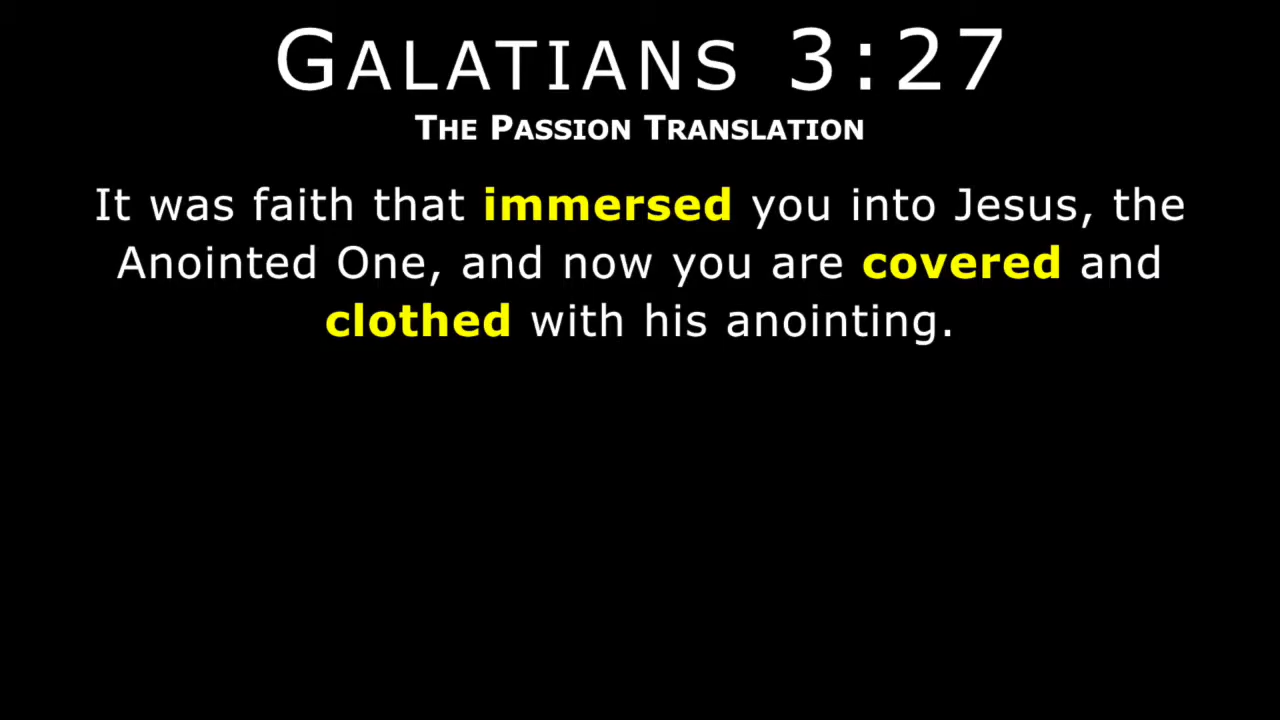 GALATIANS 3:27
THE PASSION TRANSLATION
It was faith that immersed you into Jesus, the
Anointed One, and now you are covered and
clothed with his anointing.